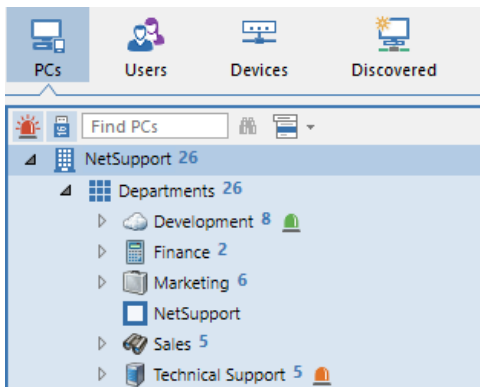 PCs Users Devices Discovered
Find PCs
NetSupport 26
Departments 26
Development 8
Finance 2
Marketing 6
NetSupport
Sales 5
Technical Support 5